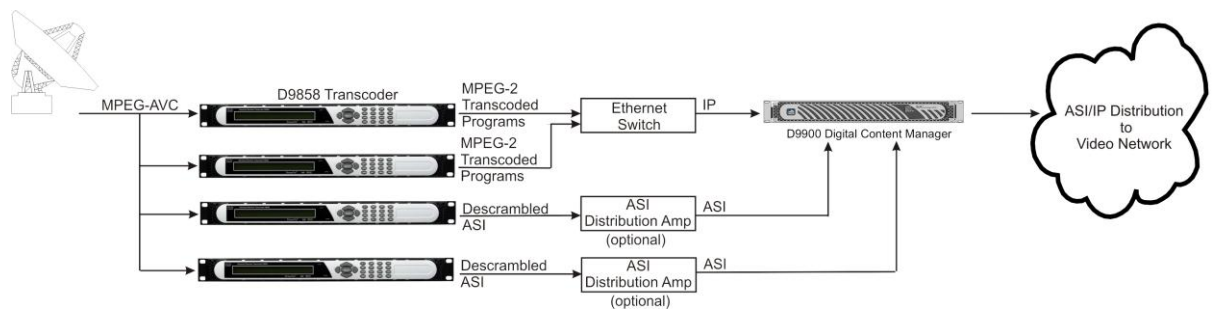 MPEG-AVC
D9858 Transcoder
MPEG-2
Transcoded
Programs
Ethernet
Switch
IP
D9900 Digital Content Manager
ASI/IP Distribution
to
Video Network
MPEG-2
Transcoded
Programs
Descrambled
ASI
ASI
Distribution Amp
(optional)
ASI
Descrambled
ASI
ASI
Distribution Amp
(optional)
ASI